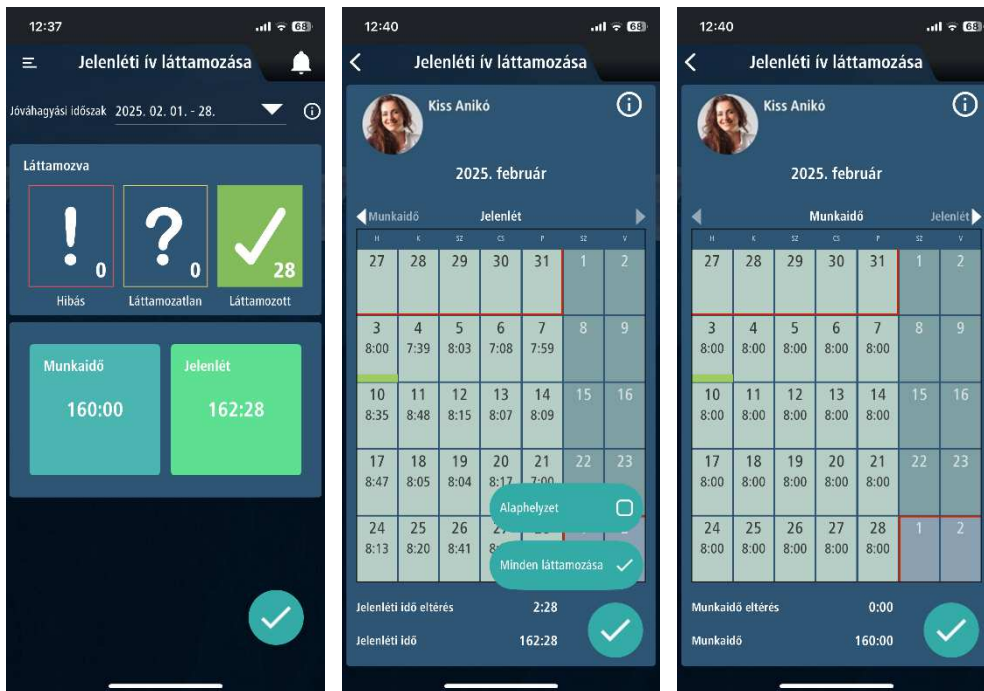 12:37
68
Jelenléti ív láttamozása
Jóváhagyási időszak 2025. 02. 01. - 28.
Láttamozva
0 0 28
Hibás Láttamozatlan Láttamozott
Munkaidő Jelenlét
160:00 162:28
12:40
68
Jelenléti ív láttamozása
Kiss Anikó
2025. február
Munkaidő Jelenlét
H K SZ CS P SZ V
27 28 29 30 31 1 2
3 4 5 6 7 8 9
8:00 7:39 8:03 7:08 7:59
10 11 12 13 14 15 16
8:35 8:48 8:15 8:07 8:09
17 18 19 20 21 22 23
8:47 8:05 8:04 8:17 7:00
Alaphelyzet
24 25 26
8:13 8:20 8:41
Minden láttamozása
Jelenléti idő eltérés 2:28
Jelenléti idő 162:28
12:40
68
Jelenléti ív láttamozása
Kiss Anikó
2025. február
Munkaidő Jelenlét
H K SZ CS P SZ V
27 28 29 30 31 1 2
3 4 5 6 7 8 9
8:00 8:00 8:00 8:00 8:00
10 11 12 13 14 15 16
8:00 8:00 8:00 8:00 8:00
17 18 19 20 21 22 23
8:00 8:00 8:00 8:00 8:00
24 25 26 27 28 1 2
8:00 8:00 8:00 8:00 8:00
Munkaidő eltérés 0:00
Munkaidő 160:00